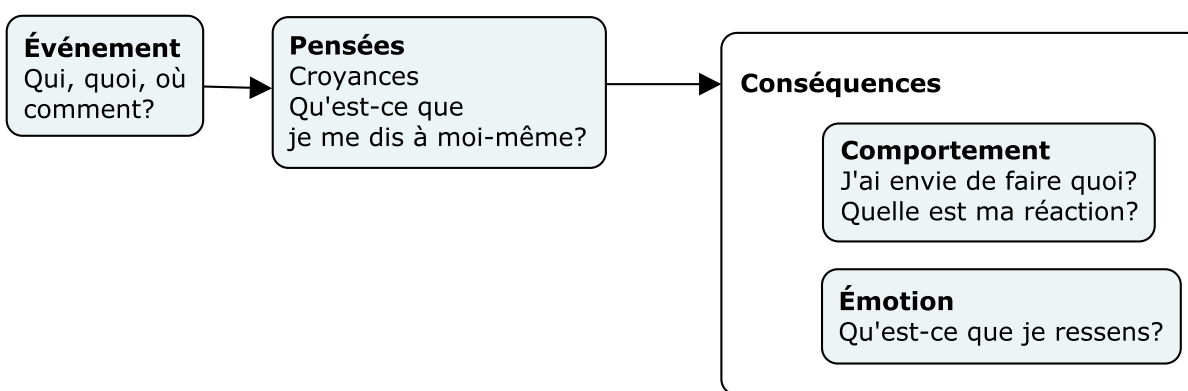 Événement
Qui, quoi, où
comment?
Pensées
Croyances
Qu'est-ce que
je me dis à moi-même?
Conséquences
Comportement
J'ai envie de faire quoi?
Quelle est ma réaction?
Émotion
Qu'est-ce que je ressens?